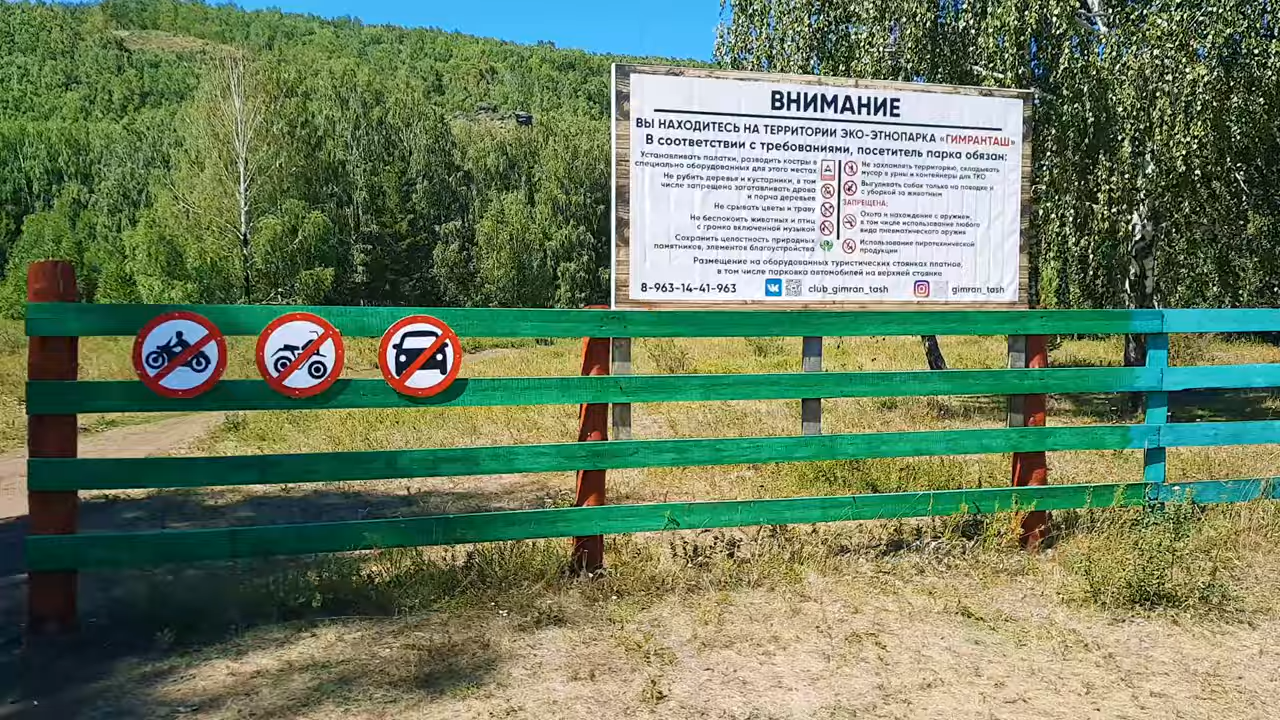 ВНИМАНИЕ
ВЫ НАХОДИТЕСЬ НА ТЕРРИТОРИИ ЭКО-ЭТНОПАРКА «ГИМРАНТАШ»
В соответствии с требованиями, посетитель парка обязан:
Устанавливать палатки, разводить костры в
специально оборудованных для этого местах
Не рубить деревья и кустарники, в том
числе запрещено заготавливать дрова
и порча деревьев
Не срывать цветы и траву
Не беспокоить животных и птиц
с громко включенной музыкой
Сохранить целостность природных
памятников, элементов благоустройства
Не захламлять территорию, складывать
мусор в урны и контейнеры для ТКО
Выгуливать собак только на поводке и
с уборкой за животным
ЗАПРЕЩЕНА:
Охота и нахождение с оружием,
в том числе использование любого
вида пневматического оружия
Использование пиротехнической
продукции
Размещение на оборудованных туристических стоянках платное,
в том числе парковка автомобилей на верхней стоянке
8-963-14-41-963
club_gimran_tash
gimran_tash